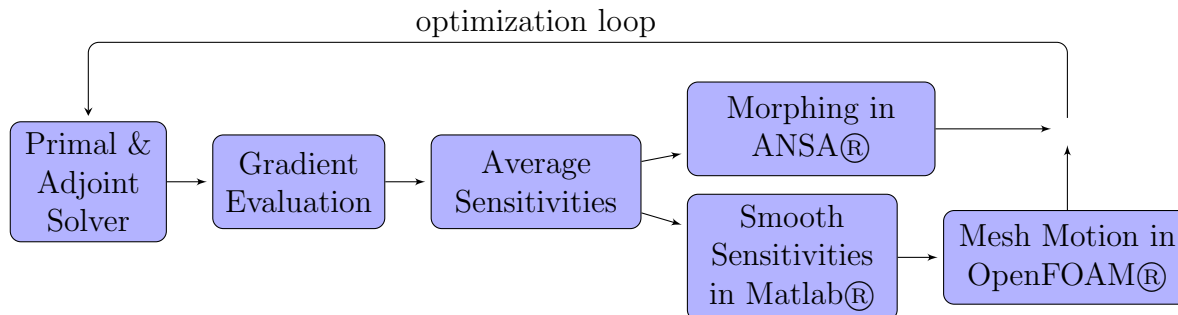 optimization loop
Primal &
Adjoint
Solver
Gradient
Evaluation
Average
Sensitivities
Morphing in
ANSA®
Smooth
Sensitivities
in Matlab®
Mesh Motion in
OpenFOAM®